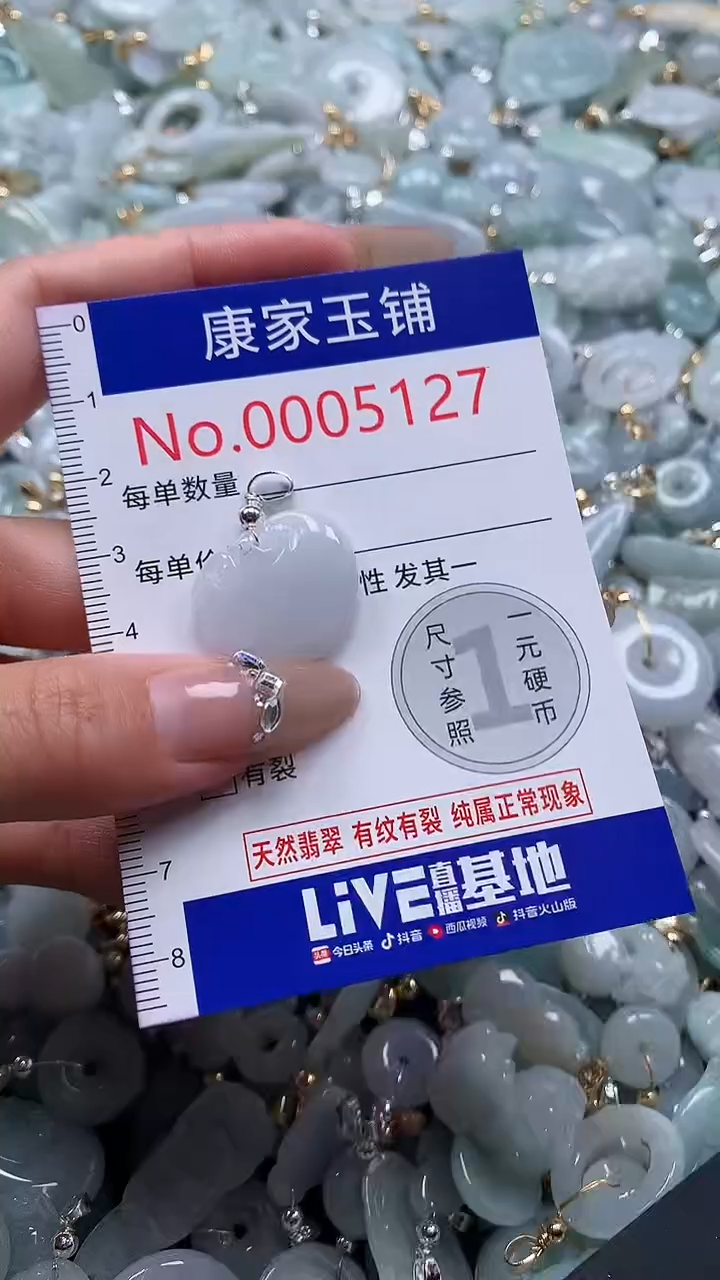 康家玉铺
No.0005127
每单数量
每单
性 发其一
0
1
2
3
4
7
8
尺寸参照
1
一元硬币
有裂
天然翡翠 有纹有裂 纯属正常现象
LiVE直播基地
头条 今日头条 抖音 西瓜视频 抖音火山版